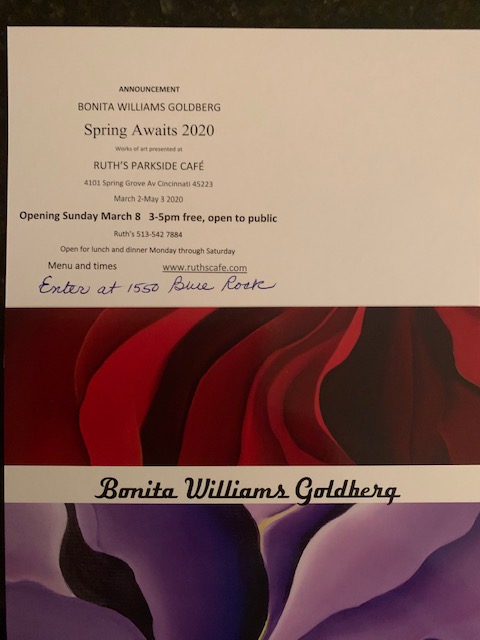 ANNOUNCEMENT
BONITA WILLIAMS GOLDBERG
Spring Awaits 2020
Works of art presented at
RUTH'S PARKSIDE CAFÉ
4101 Spring Grove Av Cincinnati 45223
March 2-May 3 2020
Opening Sunday March 8 3-5pm free, open to public
Ruth's 513-542 7884
Open for lunch and dinner Monday through Saturday
Menu and times www.ruthscafe.com
Enter at 1550 Blue Rock
Bonita Williams Goldberg